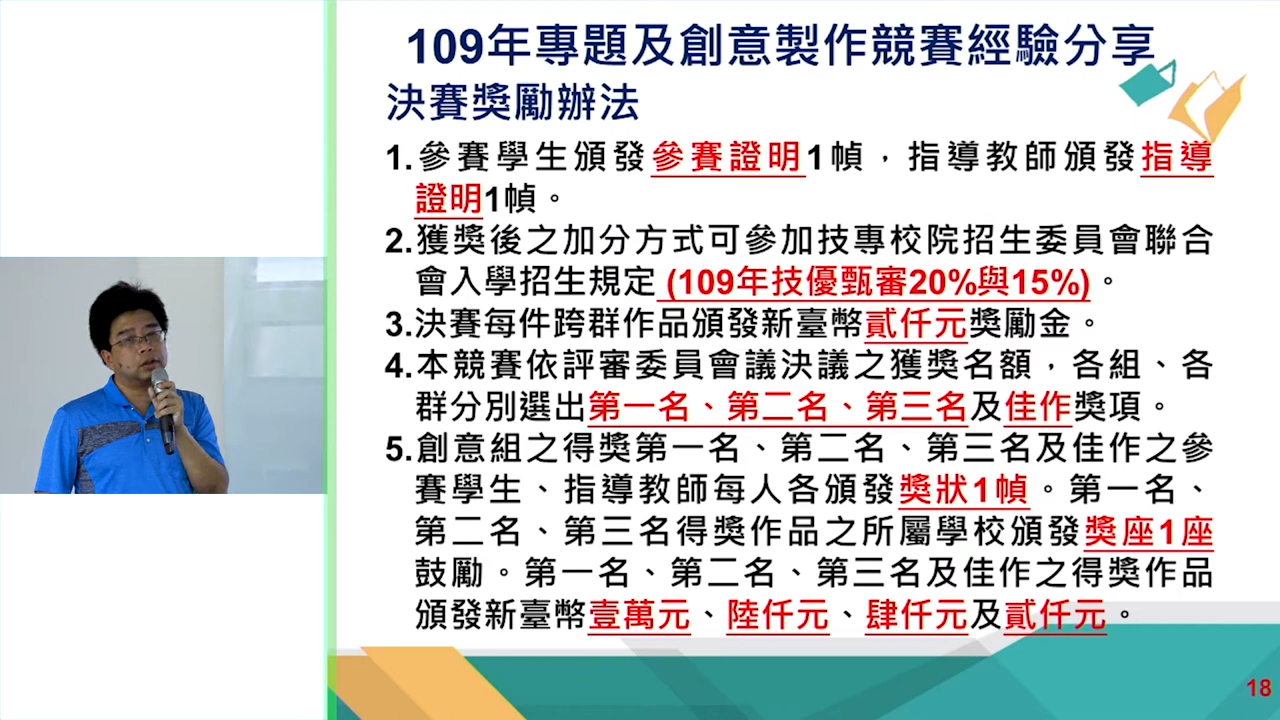 109年專題及創意製作競賽經驗分享
決賽獎勵辦法
1.參賽學生頒發參賽證明1幀，指導教師頒發指導
證明1幀。
2.獲獎後之加分方式可參加技專校院招生委員會聯合
會入學招生規定(109年技優甄審20%與15%)。
3.決賽每件跨群作品頒發新臺幣貳仟元獎勵金。
4.本競賽依評審委員會議決議之獲獎名額，各組、各
群分別選出第一名、第二名、第三名及佳作獎項。
5.創意組之得獎第一名、第二名、第三名及佳作之參
賽學生、指導教師每人各頒發獎狀1幀。第一名、
第二名、第三名得獎作品之所屬學校頒發獎座1座
鼓勵。第一名、第二名、第三名及佳作之得獎作品
頒發新臺幣壹萬元、陸仟元、肆仟元及貳仟元。
18